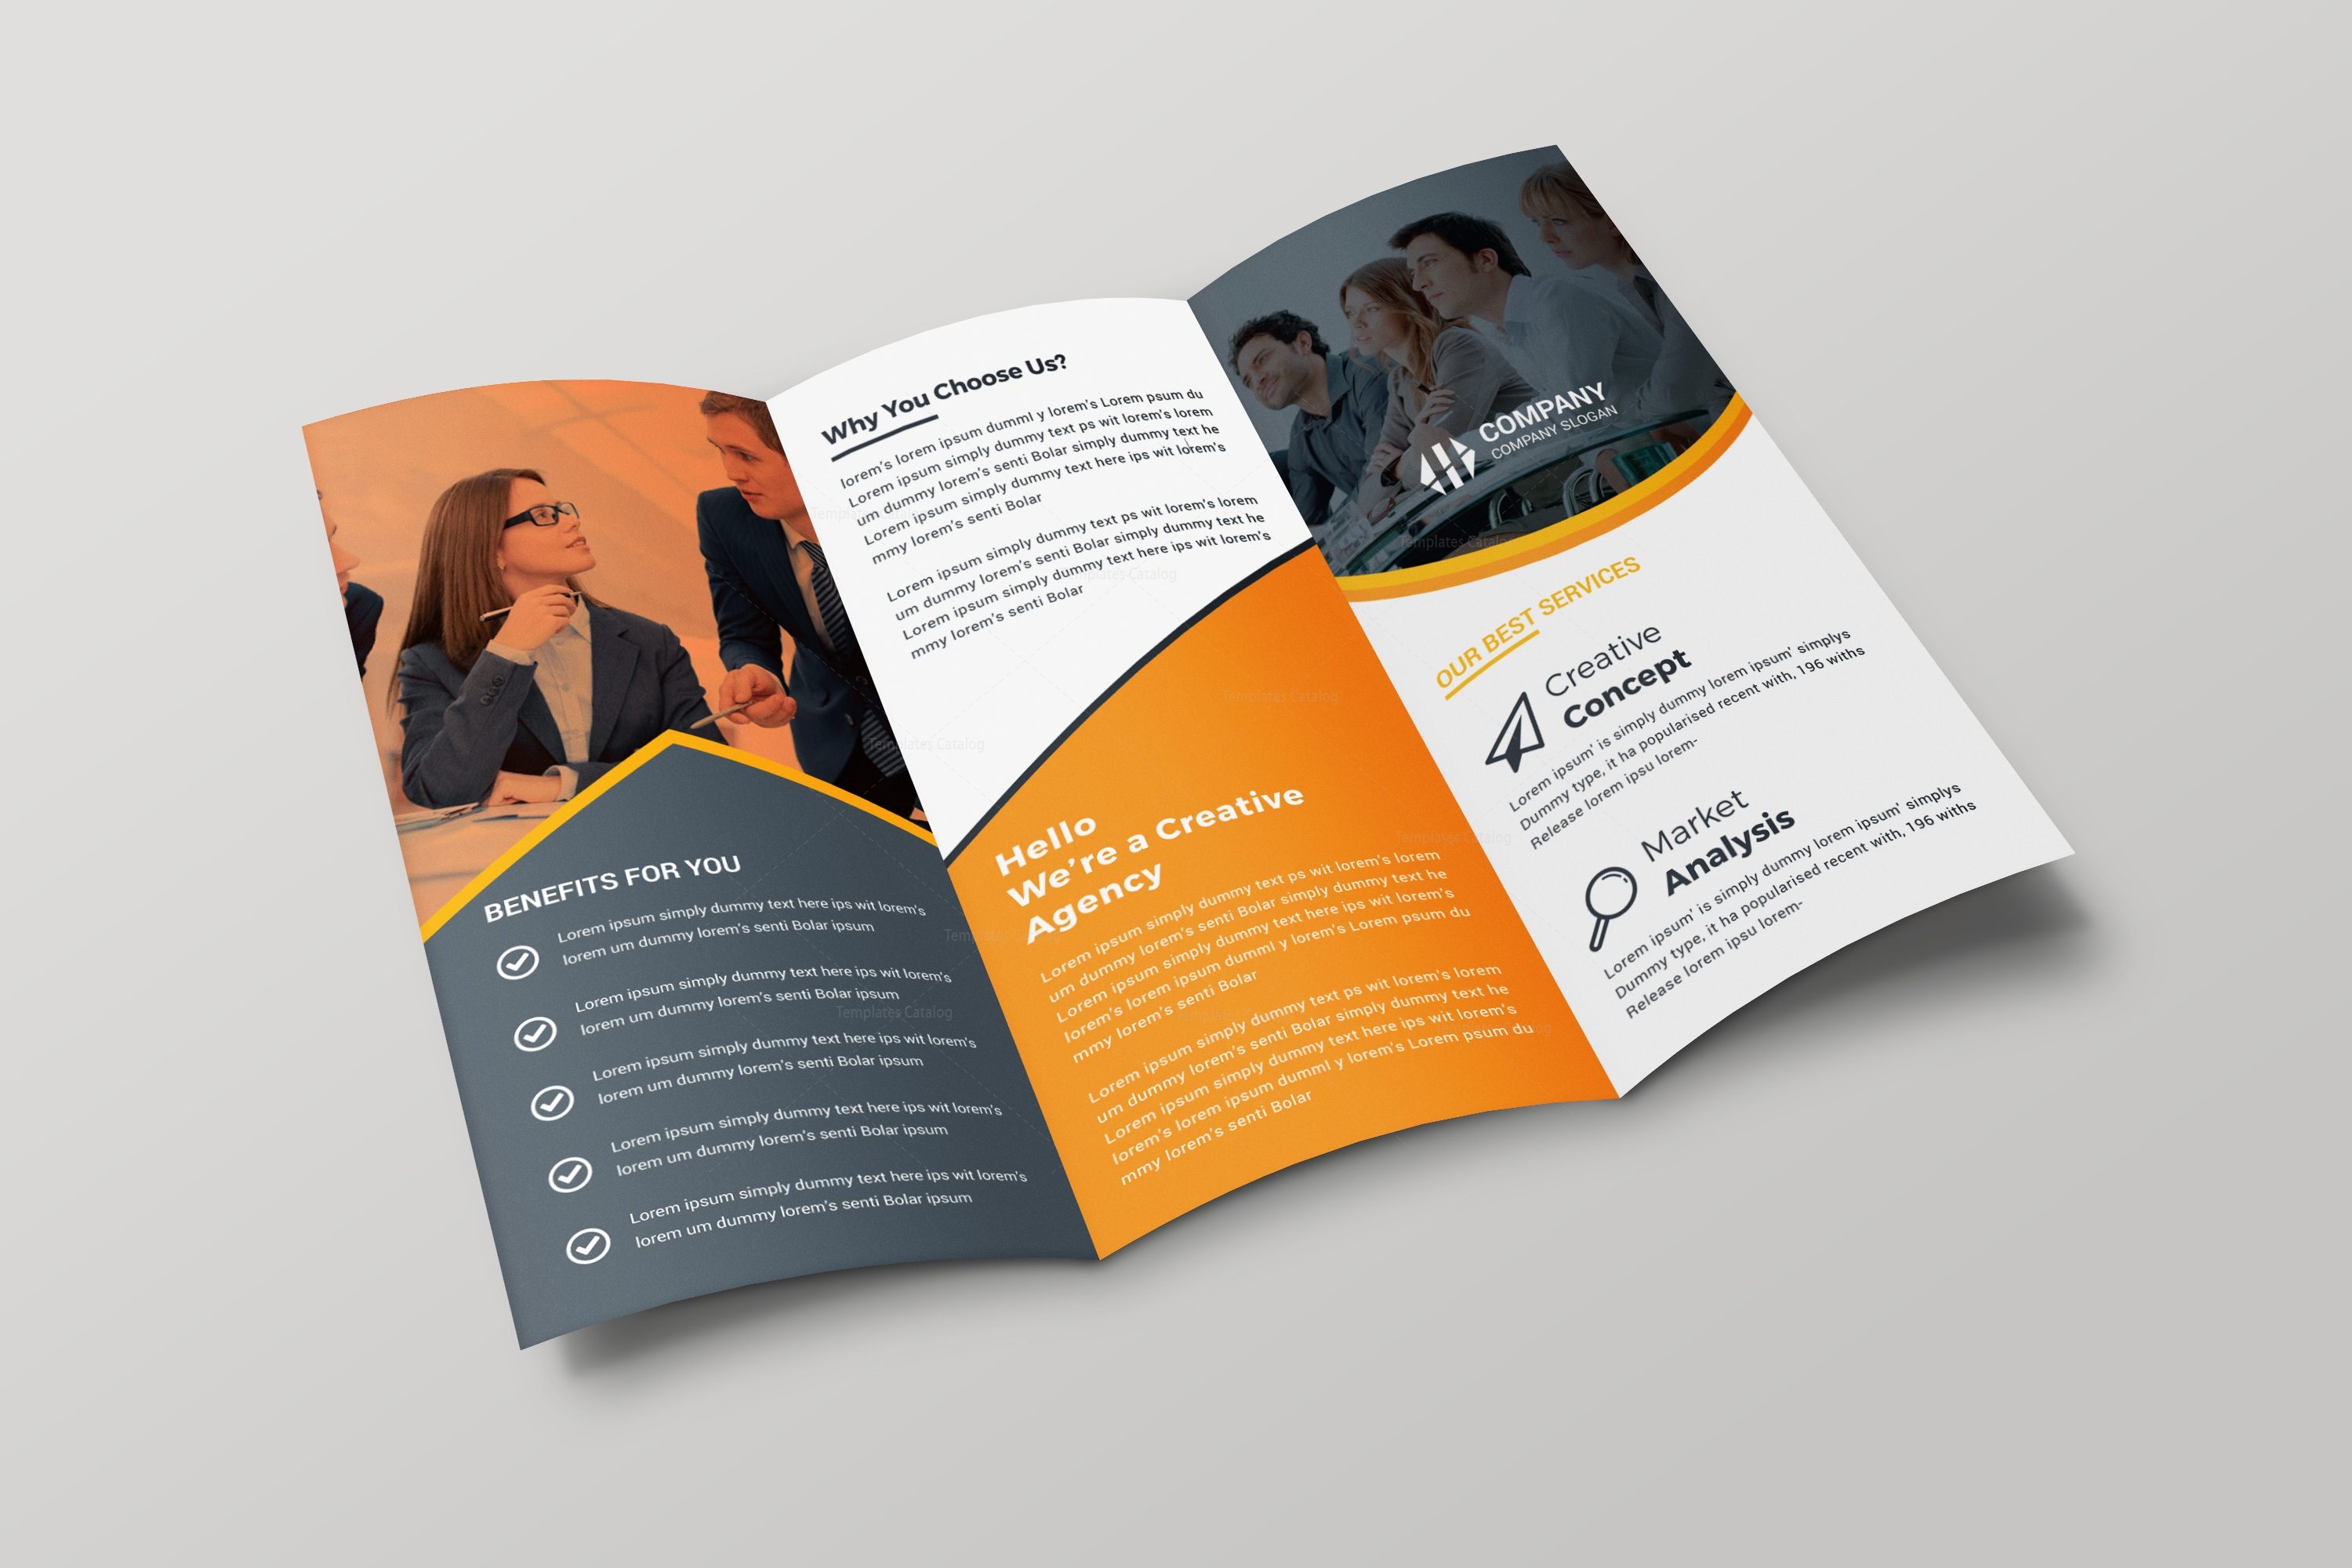 BENEFITS FOR YOU
Lorem ipsum simply dummy text here ips wit lorem's
lorem um dummy lorem's senti Bolar ipsum
Lorem ipsum simply dummy text here ips wit lorem's
lorem um dummy lorem's senti Bolar ipsum
Lorem ipsum simply dummy text here ips wit lorem's
lorem um dummy lorem's senti Bolar ipsum
Lorem ipsum simply dummy text here ips wit lorem's
lorem um dummy lorem's senti Bolar ipsum
Lorem ipsum simply dummy text here ips wit lorem's
lorem um dummy lorem's senti Bolar ipsum
Why You Choose Us?
lorem's lorem ipsum dumml y lorem's Lorem psum du
Lorem ipsum simply dummy text ps wit lorem's lorem
um dummy lorem's senti Bolar simply dummy text he
Lorem ipsum simply dummy text here ips wit lorem's
mmy lorem's senti Bolar
Lorem ipsum simply dummy text ps wit lorem's lorem
um dummy lorem's senti Bolar simply dummy text he
Lorem ipsum simply dummy text here ips wit lorem's
mmy lorem's senti Bolar
Hello
We're a Creative
Agency
Lorem ipsum simply dummy text ps wit lorem's lorem
um dummy lorem's senti Bolar simply dummy text he
Lorem ipsum simply dummy text here ips wit lorem's
lorem's lorem ipsum dumml y lorem's Lorem psum du
mmy lorem's senti Bolar
Lorem ipsum simply dummy text ps wit lorem's lorem
um dummy lorem's senti Bolar simply dummy text he
Lorem ipsum simply dummy text here ips wit lorem's
lorem's lorem ipsum dumml y lorem's Lorem psum du
mmy lorem's senti Bolar
COMPANY
COMPANY SLOGAN
OUR BEST SERVICES
Creative
Concept
Lorem ipsum' is simply dummy lorem ipsum' simplys
Dummy type, it ha popularised recent with, 196 withs
Release lorem ipsu lorem-
Market
Analysis
Lorem ipsum' is simply dummy lorem ipsum' simplys
Dummy type, it ha popularised recent with, 196 withs
Release lorem ipsu lorem-
Templates Catalog
Templates Catalog
Templates Catalog
Templates Catalog
Templates Catalog
Templates Catalog
Templates Catalog